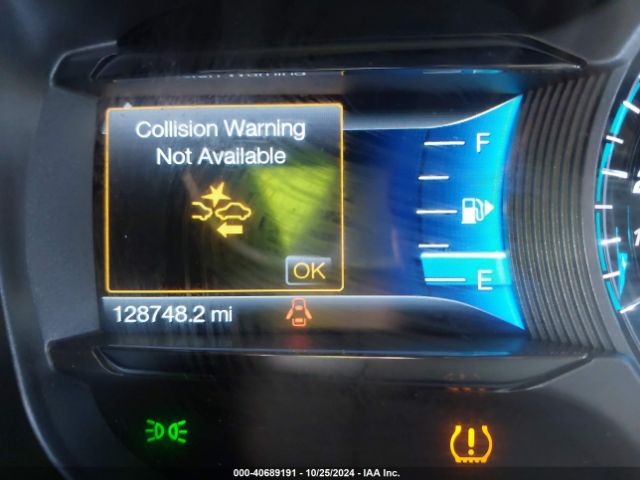 Collision Warning
Not Available
F
OK
E
128748.2 mi
000-40689191 - 10/25/2024 - IAA Inc.